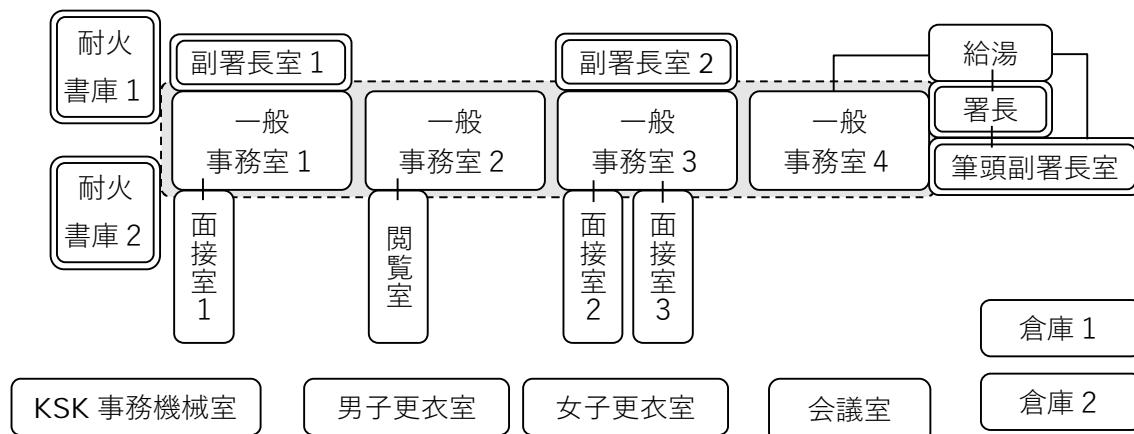 耐火
書庫 1
副署長室 1
副署長室 2
給湯
署長
一般
事務室 1
一般
事務室 2
一般
事務室 3
一般
事務室 4
筆頭副署長室
耐火
書庫 2
面接室 1
閲覧室
面接室 2
面接室 3
倉庫 1
KSK 事務機械室
男子更衣室
女子更衣室
会議室
倉庫 2